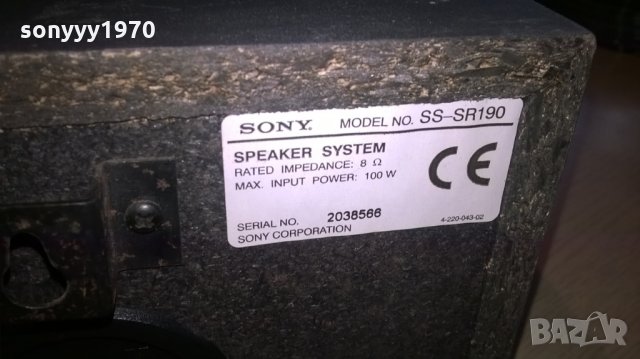 sonyyy1970
SONY. MODEL NO. SS-SR190
SPEAKER SYSTEM
RATED IMPEDANCE: 8 Ω
MAX. INPUT POWER: 100 W
CE
SERIAL NO. 2038566
4-220-043-02
SONY CORPORATION
BAZAR